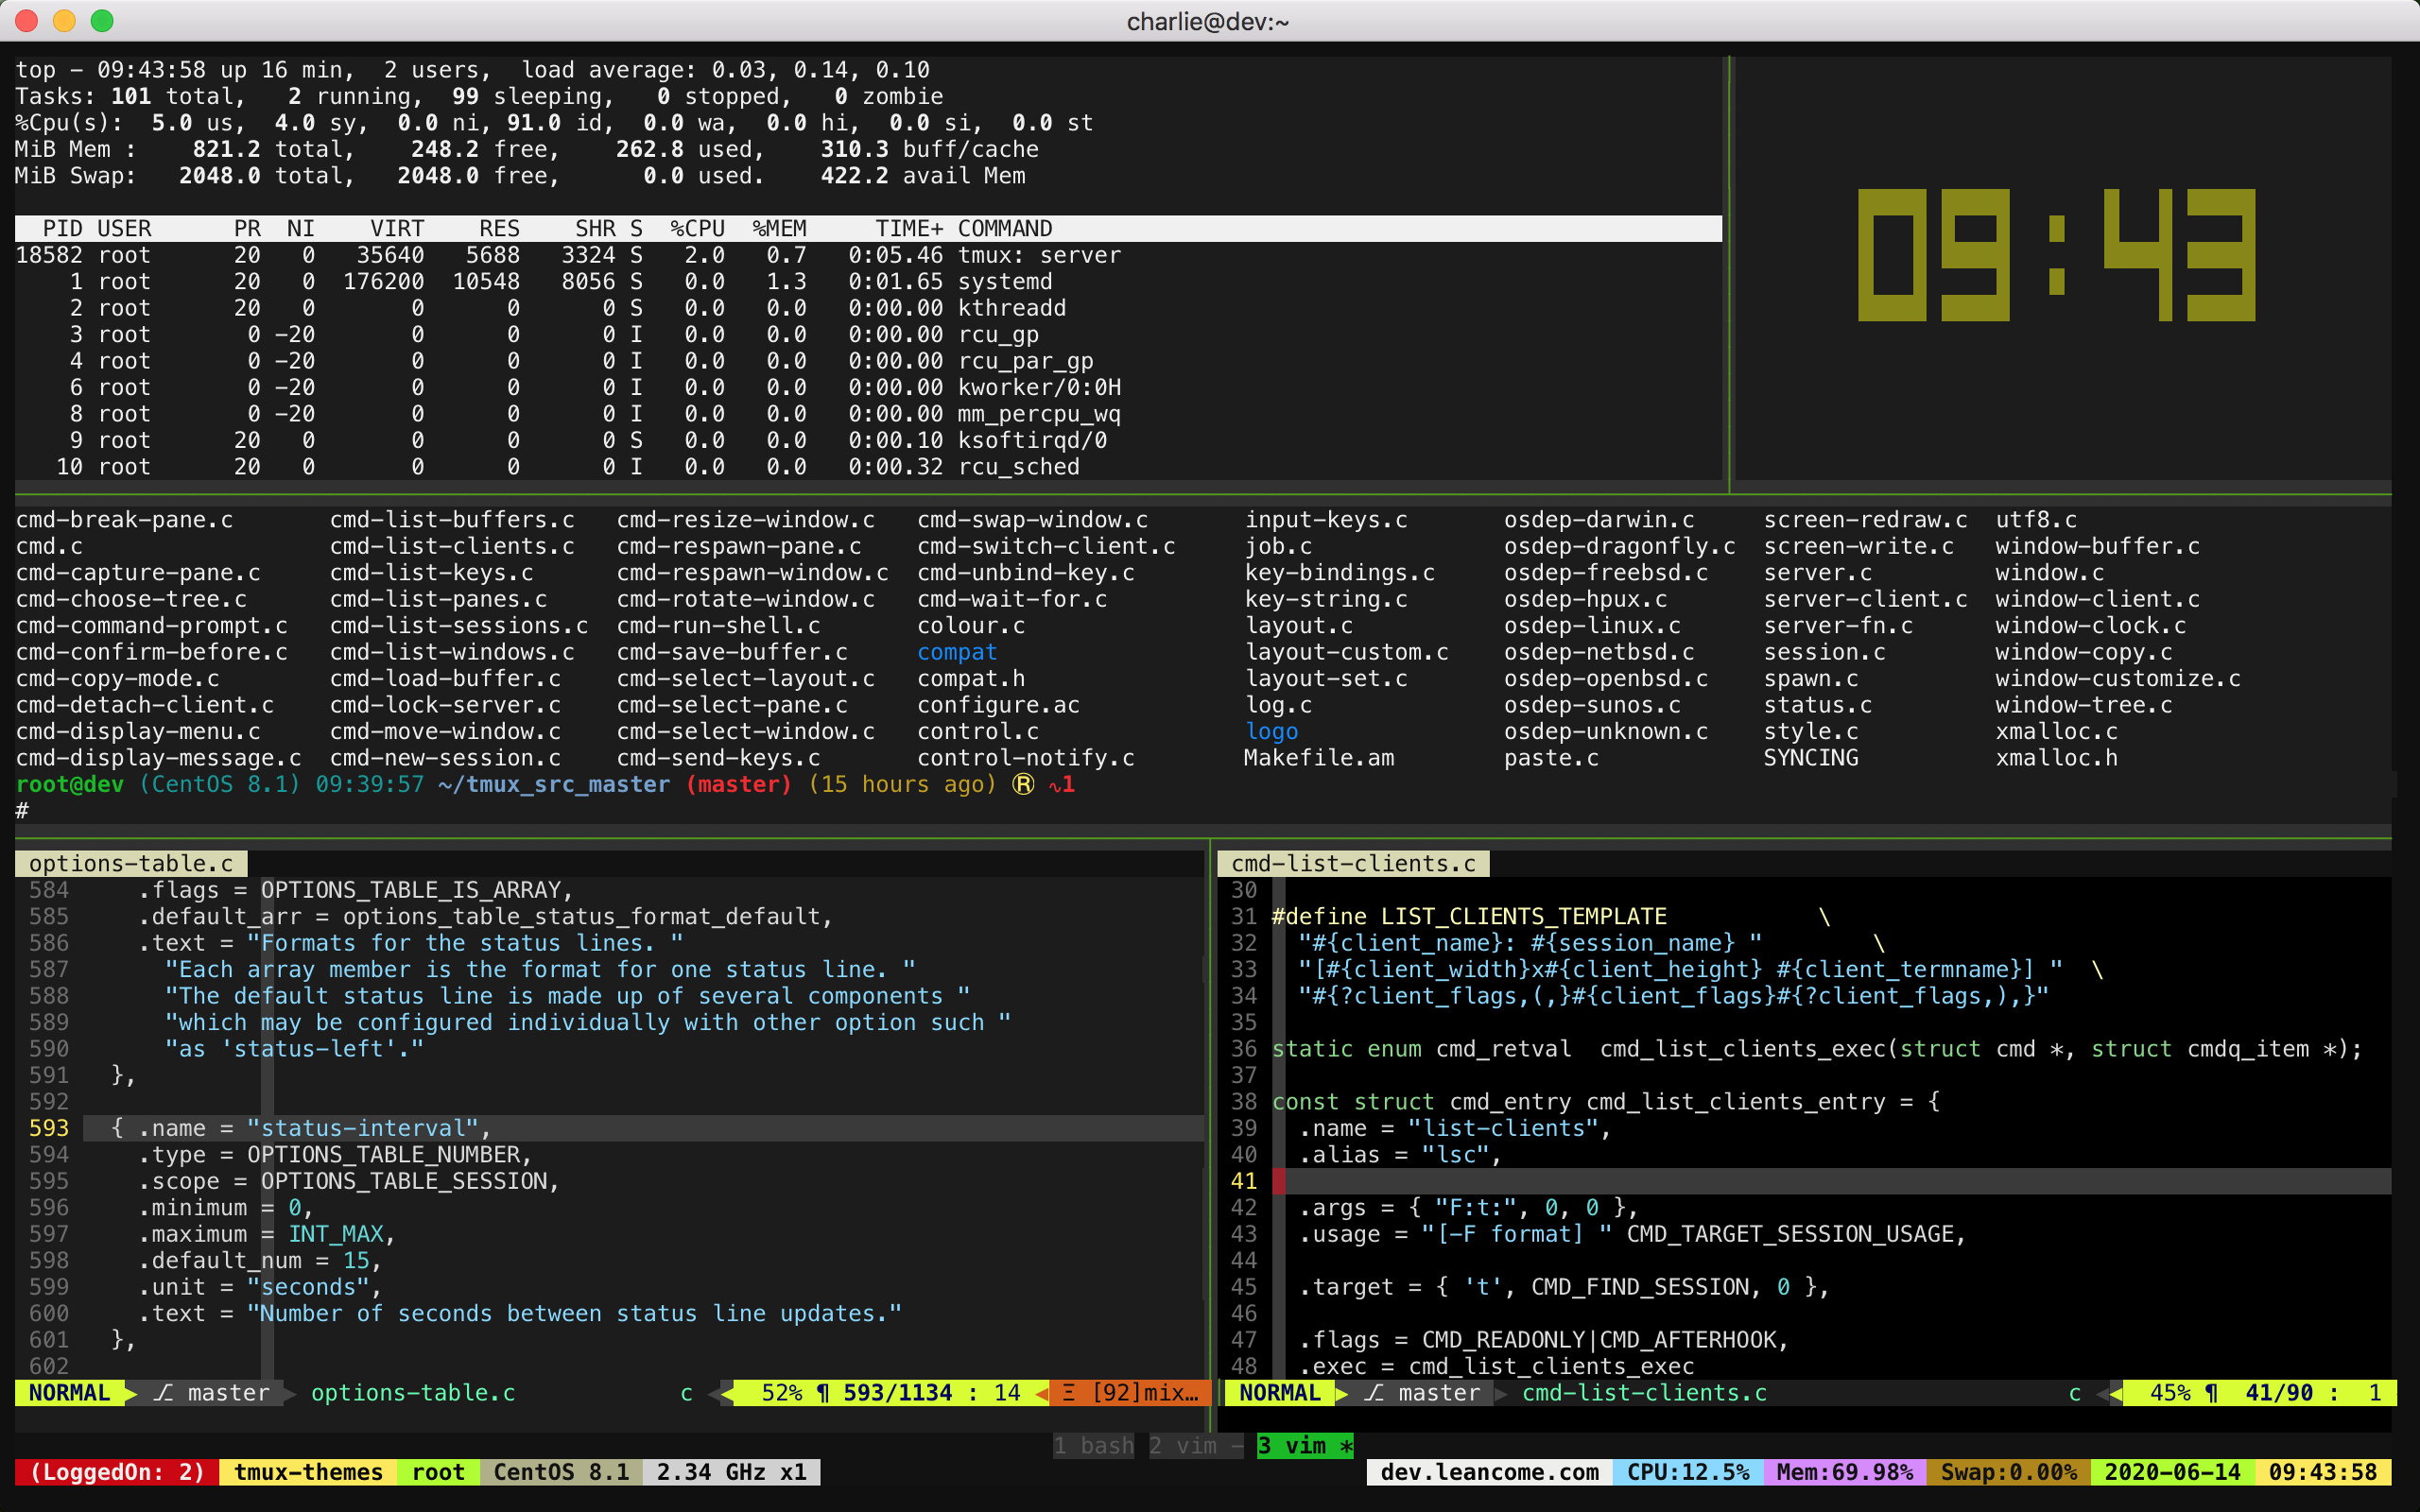 charlie@dev:~
top - 09:43:58 up 16 min,  2 users,  load average: 0.03, 0.14, 0.10
Tasks: 101 total,   2 running,  99 sleeping,   0 stopped,   0 zombie
%Cpu(s):  5.0 us,  4.0 sy,  0.0 ni, 91.0 id,  0.0 wa,  0.0 hi,  0.0 si,  0.0 st
MiB Mem :    821.2 total,    248.2 free,    262.8 used,    310.3 buff/cache
MiB Swap:   2048.0 total,   2048.0 free,      0.0 used.    422.2 avail Mem
  PID USER      PR  NI    VIRT    RES    SHR S  %CPU  %MEM     TIME+ COMMAND
18582 root      20   0   35640   5688   3324 S   2.0   0.7   0:05.46 tmux: server
    1 root      20   0  176200  10548   8056 S   0.0   1.3   0:01.65 systemd
    2 root      20   0       0      0      0 S   0.0   0.0   0:00.00 kthreadd
    3 root       0 -20       0      0      0 I   0.0   0.0   0:00.00 rcu_gp
    4 root       0 -20       0      0      0 I   0.0   0.0   0:00.00 rcu_par_gp
    6 root       0 -20       0      0      0 I   0.0   0.0   0:00.00 kworker/0:0H
    8 root       0 -20       0      0      0 I   0.0   0.0   0:00.00 mm_percpu_wq
    9 root      20   0       0      0      0 S   0.0   0.0   0:00.10 ksoftirqd/0
   10 root      20   0       0      0      0 I   0.0   0.0   0:00.32 rcu_sched
09:43
cmd-break-pane.c       cmd-list-buffers.c   cmd-resize-window.c   cmd-swap-window.c       input-keys.c       osdep-darwin.c     screen-redraw.c  utf8.c
cmd.c                  cmd-list-clients.c   cmd-respawn-pane.c    cmd-switch-client.c     job.c              osdep-dragonfly.c  screen-write.c   window-buffer.c
cmd-capture-pane.c     cmd-list-keys.c      cmd-respawn-window.c  cmd-unbind-key.c        key-bindings.c     osdep-freebsd.c    server.c         window.c
cmd-choose-tree.c      cmd-list-panes.c     cmd-rotate-window.c   cmd-wait-for.c          key-string.c       osdep-hpux.c       server-client.c  window-client.c
cmd-command-prompt.c   cmd-list-sessions.c  cmd-run-shell.c       colour.c                layout.c           osdep-linux.c      server-fn.c      window-clock.c
cmd-confirm-before.c   cmd-list-windows.c   cmd-save-buffer.c     compat                  layout-custom.c    osdep-netbsd.c     session.c        window-copy.c
cmd-copy-mode.c        cmd-load-buffer.c    cmd-select-layout.c   compat.h                layout-set.c       osdep-openbsd.c    spawn.c          window-customize.c
cmd-detach-client.c    cmd-lock-server.c    cmd-select-pane.c     configure.ac            log.c              osdep-sunos.c      status.c         window-tree.c
cmd-display-menu.c     cmd-move-window.c    cmd-select-window.c   control.c               logo               osdep-unknown.c    style.c          xmalloc.c
cmd-display-message.c  cmd-new-session.c    cmd-send-keys.c       control-notify.c        Makefile.am        paste.c            SYNCING          xmalloc.h
root@dev (CentOS 8.1) 09:39:57 ~/tmux_src_master (master) (15 hours ago) Ⓡ ∿1
#
options-table.c
584     .flags = OPTIONS_TABLE_IS_ARRAY,
585     .default_arr = options_table_status_format_default,
586     .text = "Formats for the status lines. "
587       "Each array member is the format for one status line. "
588       "The default status line is made up of several components "
589       "which may be configured individually with other option such "
590       "as 'status-left'."
591   },
592
593   { .name = "status-interval",
594     .type = OPTIONS_TABLE_NUMBER,
595     .scope = OPTIONS_TABLE_SESSION,
596     .minimum = 0,
597     .maximum = INT_MAX,
598     .default_num = 15,
599     .unit = "seconds",
600     .text = "Number of seconds between status line updates."
601   },
602
NORMAL  ⎇ master  options-table.c            c   52% ¶ 593/1134 : 14  Ξ [92]mix…
cmd-list-clients.c
30
31 #define LIST_CLIENTS_TEMPLATE           \
32   "#{client_name}: #{session_name} "        \
33   "[#{client_width}x#{client_height} #{client_termname}] "  \
34   "#{?client_flags,(,}#{client_flags}#{?client_flags,),}"
35
36 static enum cmd_retval  cmd_list_clients_exec(struct cmd *, struct cmdq_item *);
37
38 const struct cmd_entry cmd_list_clients_entry = {
39   .name = "list-clients",
40   .alias = "lsc",
41
42   .args = { "F:t:", 0, 0 },
43   .usage = "[-F format] " CMD_TARGET_SESSION_USAGE,
44
45   .target = { 't', CMD_FIND_SESSION, 0 },
46
47   .flags = CMD_READONLY|CMD_AFTERHOOK,
48   .exec = cmd_list_clients_exec
NORMAL  ⎇ master  cmd-list-clients.c                      c   45% ¶  41/90 :  1
1 bash 2 vim - 3 vim *
(LoggedOn: 2) tmux-themes root CentOS 8.1 2.34 GHz x1 dev.leancome.com CPU:12.5% Mem:69.98% Swap:0.00% 2020-06-14 09:43:58